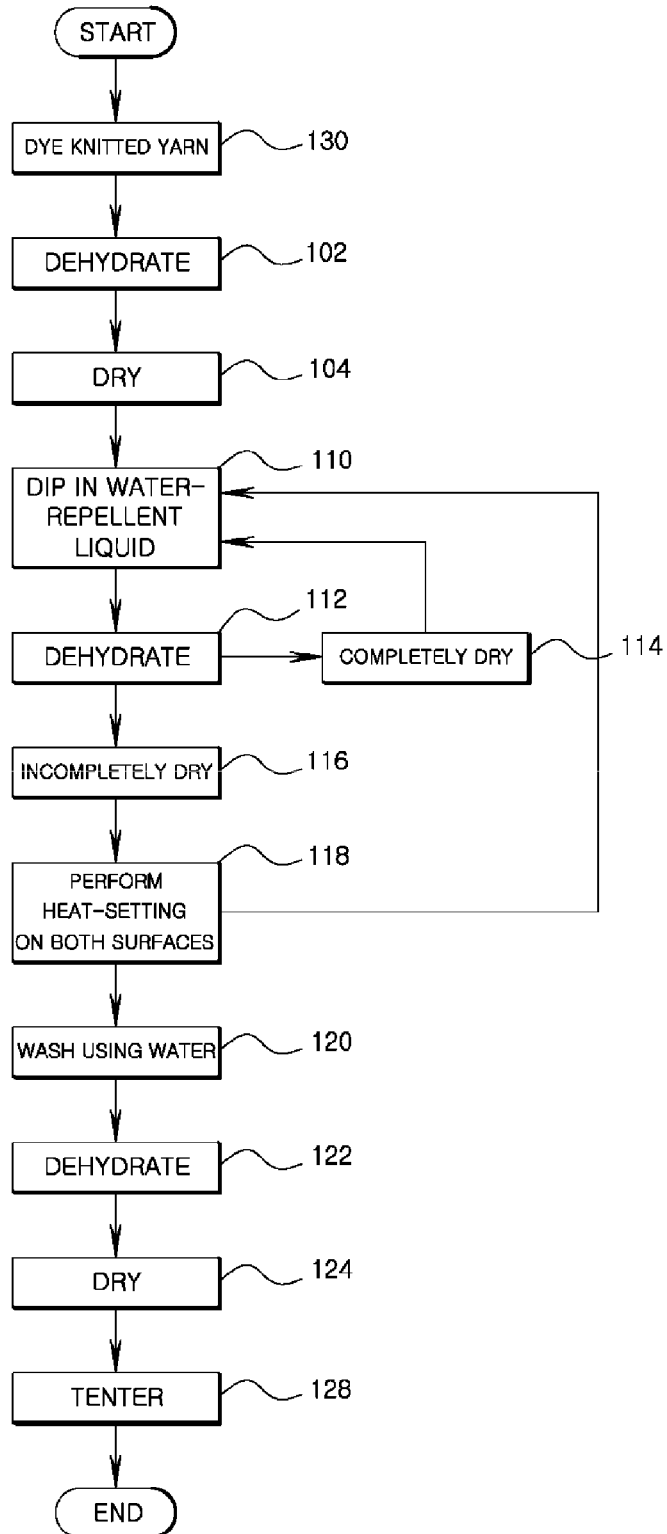 START
DYE KNITTED YARN
130
DEHYDRATE
102
DRY
104
110
DIP IN WATER-
REPELLENT
LIQUID
112
DEHYDRATE
COMPLETELY DRY
114
INCOMPLETELY DRY
116
118
PERFORM
HEAT-SETTING
ON BOTH SURFACES
WASH USING WATER
120
DEHYDRATE
122
DRY
124
TENTER
128
END